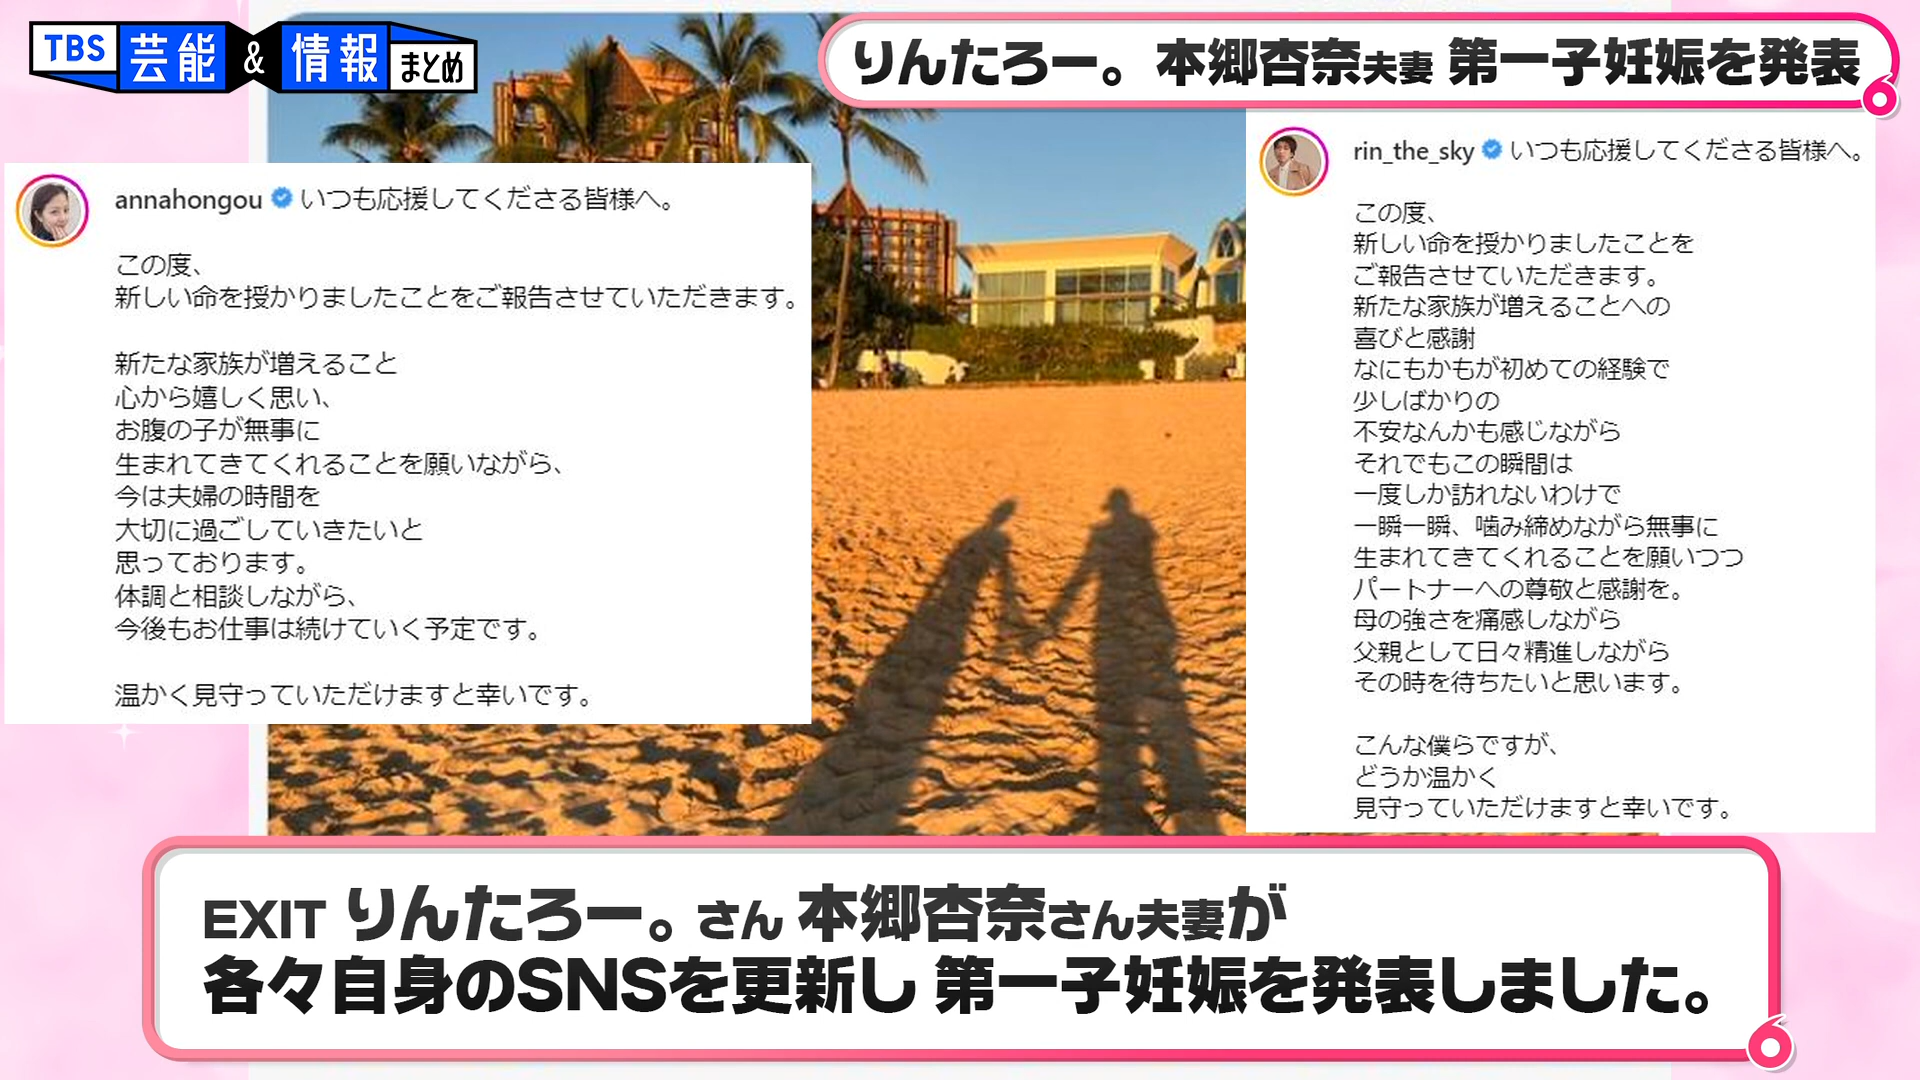 TBS 芸能 & 情報 まとめ
りんたろー。本郷杏奈夫妻 第一子妊娠を発表
annahongou いつも応援してくださる皆様へ。
この度、
新しい命を授かりましたことをご報告させていただきます。
新たな家族が増えること
心から嬉しく思い、
お腹の子が無事に
生まれてきてくれることを願いながら、
今は夫婦の時間を
大切に過ごしていきたいと
思っております。
体調と相談しながら、
今後もお仕事は続けていく予定です。
温かく見守っていただけますと幸いです。
rin_the_sky いつも応援してくださる皆様へ。
この度、
新しい命を授かりましたことを
ご報告させていただきます。
新たな家族が増えることへの
喜びと感謝
なにもかもが初めての経験で
少しばかりの
不安なんかも感じながら
それでもこの瞬間は
一度しか訪れないわけで
一瞬一瞬、噛み締めながら無事に
生まれてきてくれることを願いつつ
パートナーへの尊敬と感謝を。
母の強さを痛感しながら
父親として日々精進しながら
その時を待ちたいと思います。
こんな僕らですが、
どうか温かく
見守っていただけますと幸いです。
EXIT りんたろー。さん 本郷杏奈さん夫妻が
各々自身のSNSを更新し 第一子妊娠を発表しました。